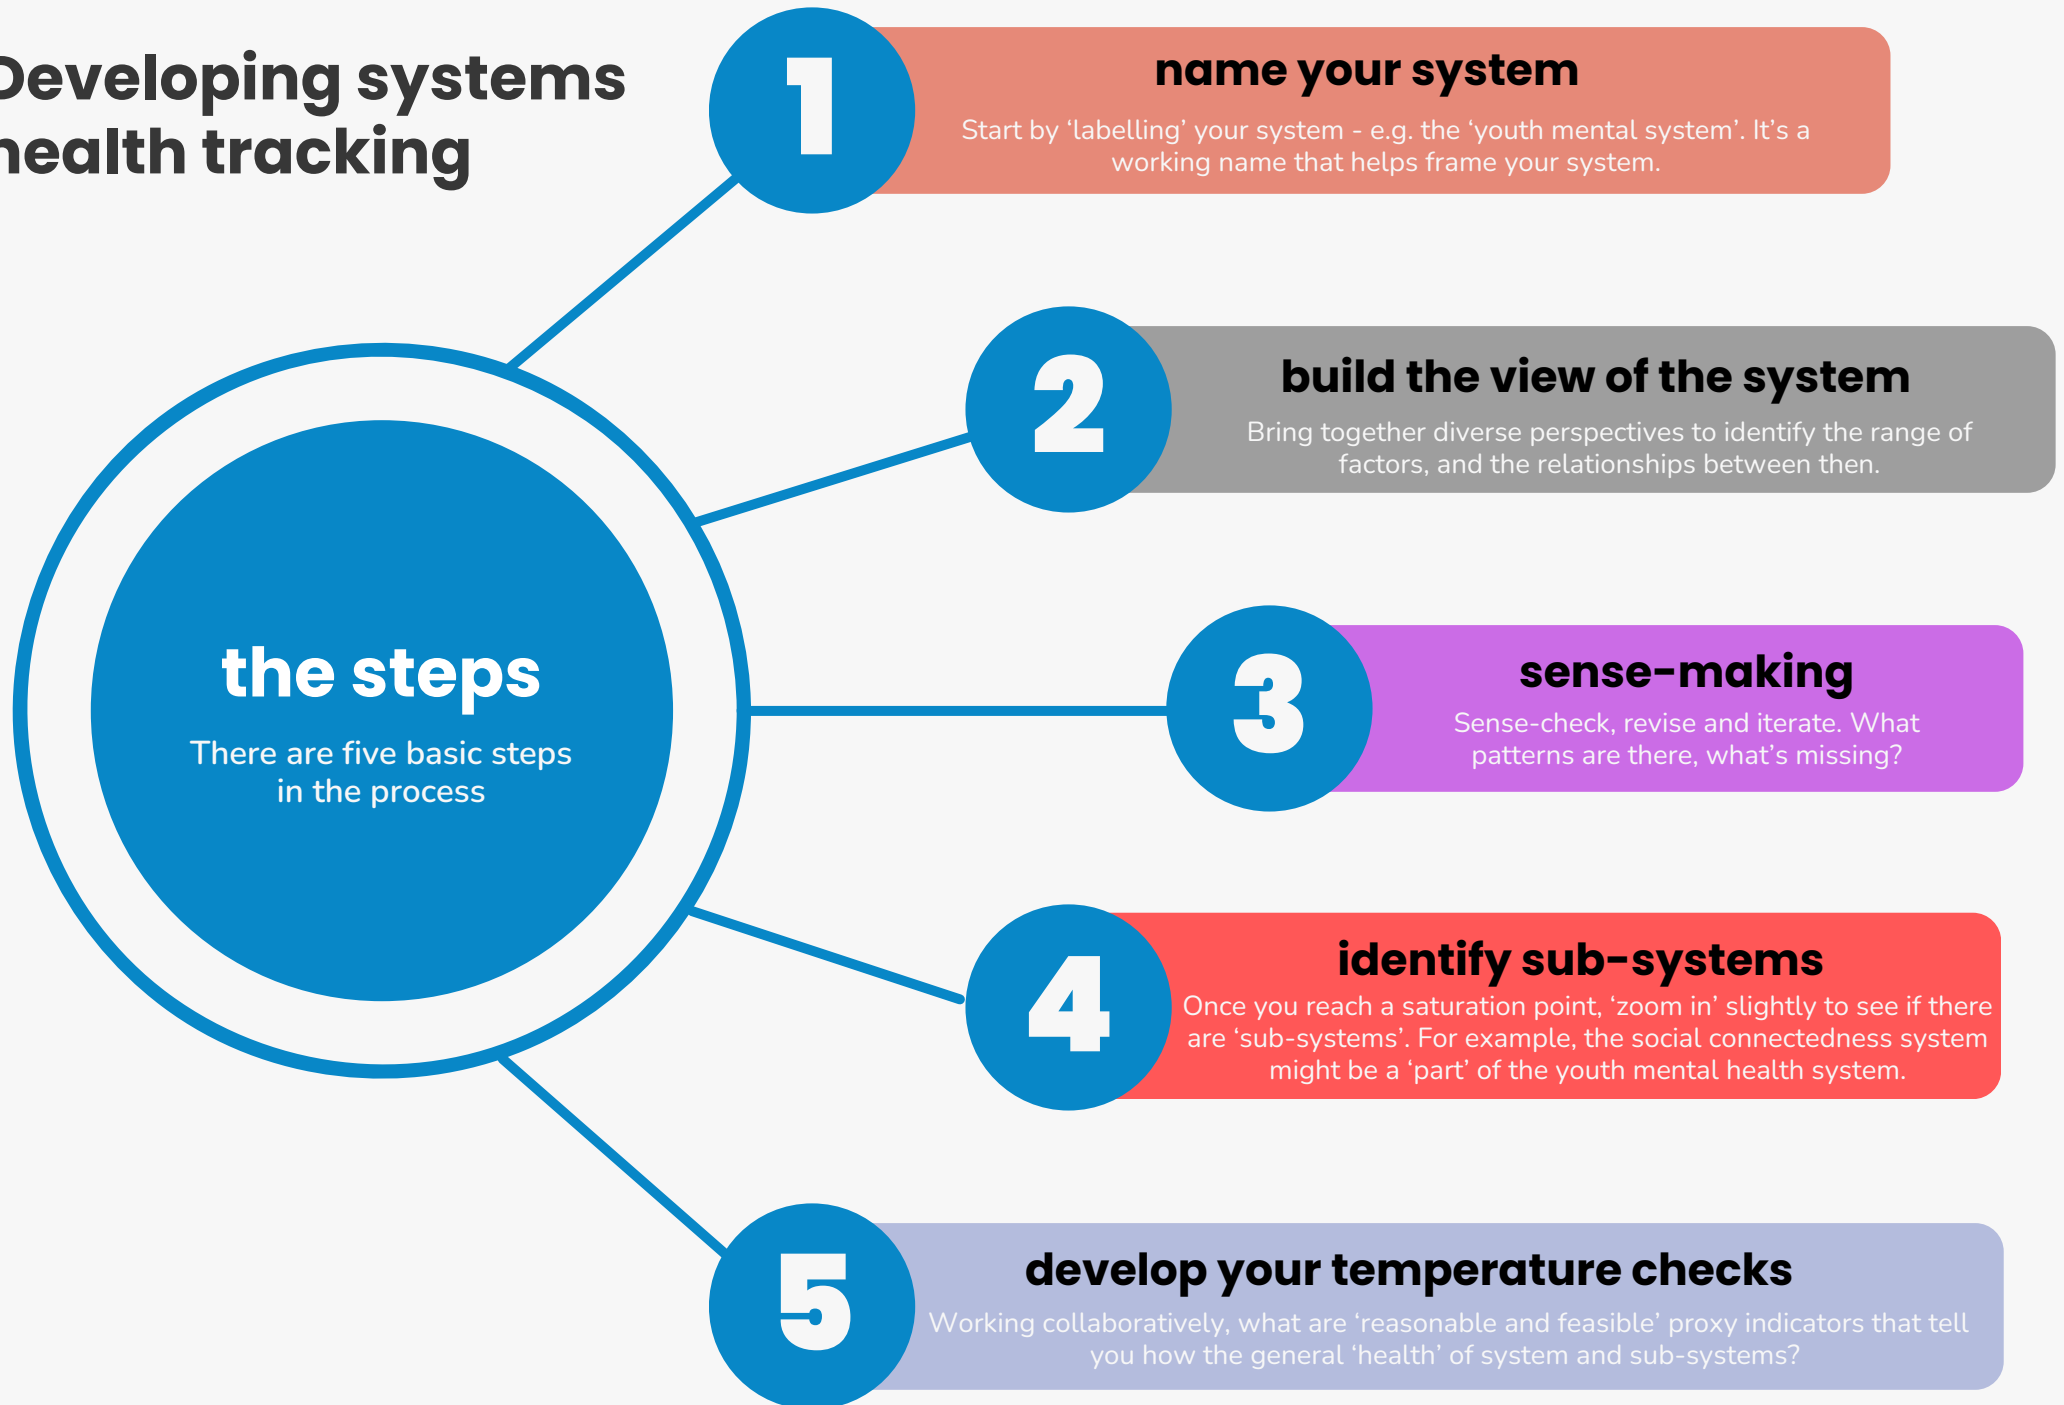 Developing systems
health tracking
the steps
There are five basic steps
in the process
1
name your system
Start by ‘labelling’ your system - e.g. the ‘youth mental system’. It’s a
working name that helps frame your system.
2
build the view of the system
Bring together diverse perspectives to identify the range of
factors, and the relationships between then.
3
sense-making
Sense-check, revise and iterate. What
patterns are there, what’s missing?
4
identify sub-systems
Once you reach a saturation point, ‘zoom in’ slightly to see if there
are ‘sub-systems’. For example, the social connectedness system
might be a ‘part’ of the youth mental health system.
5
develop your temperature checks
Working collaboratively, what are ‘reasonable and feasible’ proxy indicators that tell
you how the general ‘health’ of system and sub-systems?